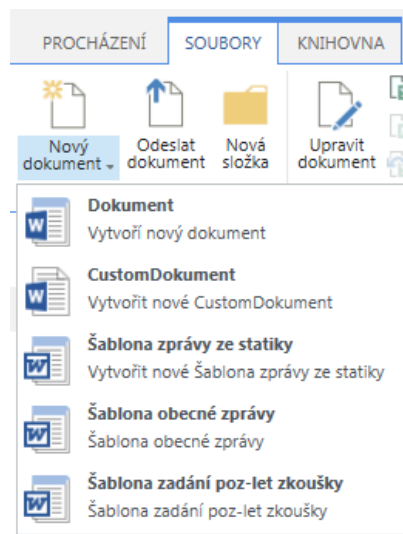 PROCHÁZENÍ SOUBORY KNIHOVNA
Nový dokument
Odeslat dokument
Nová složka
Upravit dokument
Dokument
Vytvoří nový dokument
CustomDokument
Vytvořit nové CustomDokument
Šablona zprávy ze statiky
Vytvořit nové Šablona zprávy ze statiky
Šablona obecné zprávy
Šablona obecné zprávy
Šablona zadání poz-let zkoušky
Šablona zadání poz-let zkoušky